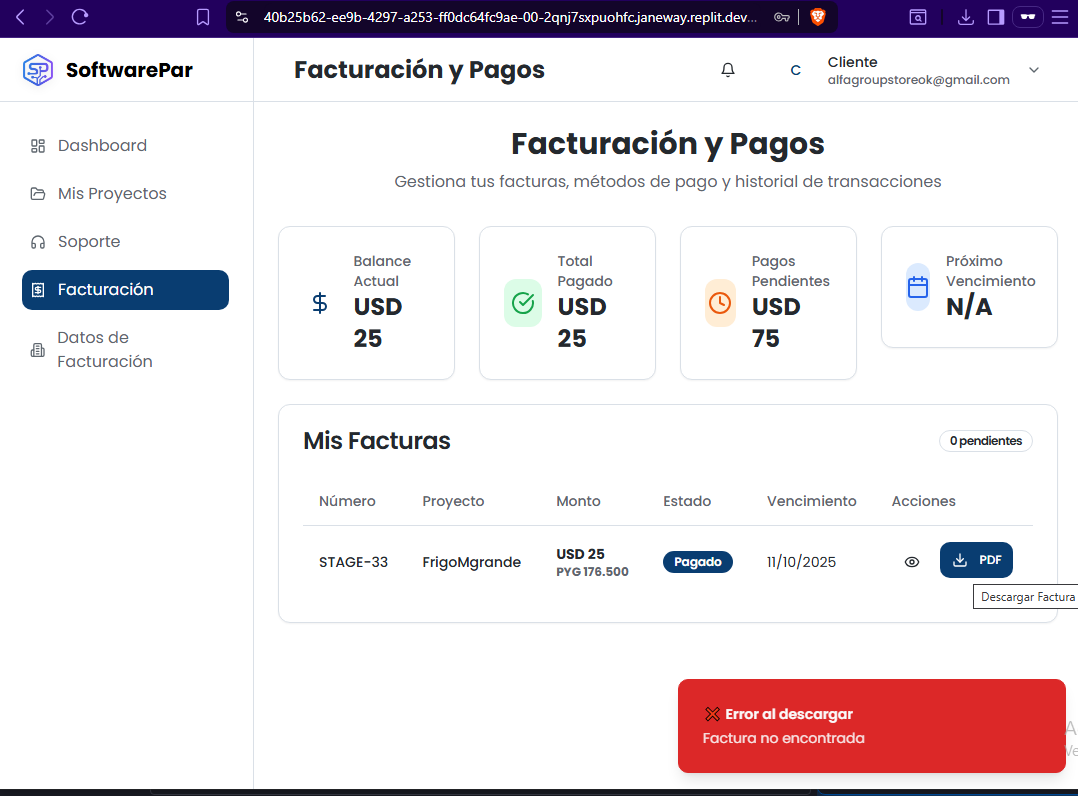 40b25b62-ee9b-4297-a253-ff0dc64fc9ae-00-2qnj7sxpuohfc.janeway.replit.dev...
SoftwarePar
Facturación y Pagos
C
Cliente
alfagroupstoreok@gmail.com
Dashboard
Mis Proyectos
Soporte
Facturación
Datos de
Facturación
Facturación y Pagos
Gestiona tus facturas, métodos de pago y historial de transacciones
Balance
Actual
USD
25
Total
Pagado
USD
25
Pagos
Pendientes
USD
75
Próximo
Vencimiento
N/A
Mis Facturas
0 pendientes
Número Proyecto Monto Estado Vencimiento Acciones
STAGE-33 FrigoMgrande USD 25 Pagado 11/10/2025 PDF
PYG 176.500
Descargar Factura
Error al descargar
Factura no encontrada